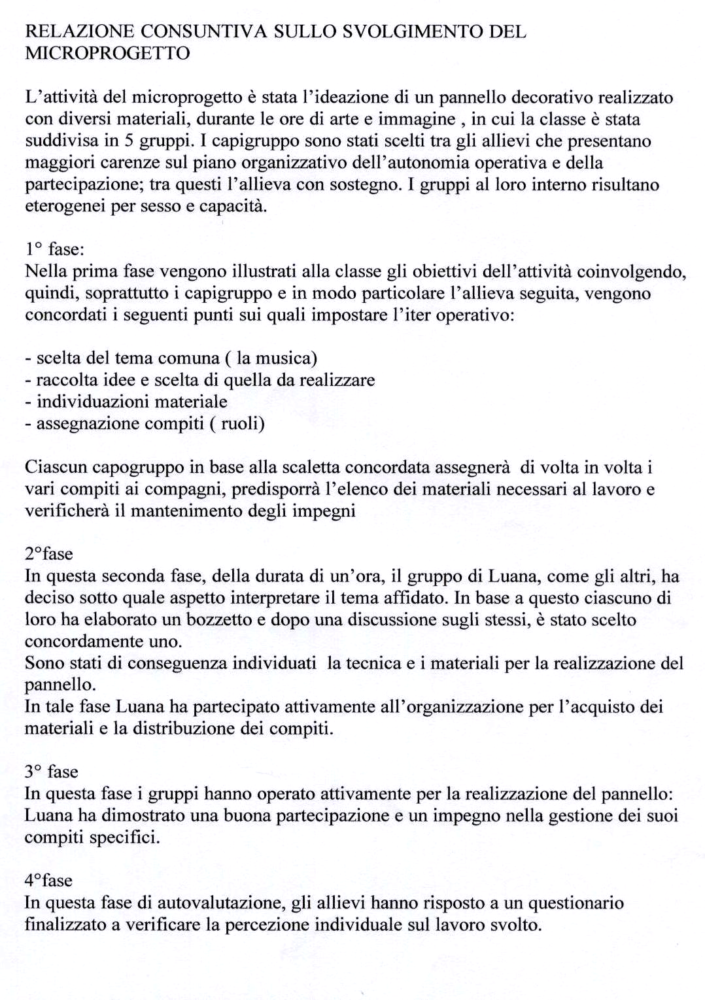 RELAZIONE CONSUNTIVA SULLO SVOLGIMENTO DEL
MICROPROGETTO
L’attività del microprogetto è stata l’ideazione di un pannello decorativo realizzato
con diversi materiali, durante le ore di arte e immagine , in cui la classe è stata
suddivisa in 5 gruppi. I capigruppo sono stati scelti tra gli allievi che presentano
maggiori carenze sul piano organizzativo dell’autonomia operativa e della
partecipazione; tra questi l’allieva con sostegno. I gruppi al loro interno risultano
eterogenei per sesso e capacità.
1° fase:
Nella prima fase vengono illustrati alla classe gli obiettivi dell’attività coinvolgendo,
quindi, soprattutto i capigruppo e in modo particolare l’allieva seguita, vengono
concordati i seguenti punti sui quali impostare l’iter operativo:
- scelta del tema comuna ( la musica)
- raccolta idee e scelta di quella da realizzare
- individuazioni materiale
- assegnazione compiti ( ruoli)
Ciascun capogruppo in base alla scaletta concordata assegnerà  di volta in volta i
vari compiti ai compagni, predisporrà l’elenco dei materiali necessari al lavoro e
verificherà il mantenimento degli impegni
2°fase
In questa seconda fase, della durata di un’ora, il gruppo di Luana, come gli altri, ha
deciso sotto quale aspetto interpretare il tema affidato. In base a questo ciascuno di
loro ha elaborato un bozzetto e dopo una discussione sugli stessi, è stato scelto
concordamente uno.
Sono stati di conseguenza individuati  la tecnica e i materiali per la realizzazione del
pannello.
In tale fase Luana ha partecipato attivamente all’organizzazione per l’acquisto dei
materiali e la distribuzione dei compiti.
3° fase
In questa fase i gruppi hanno operato attivamente per la realizzazione del pannello:
Luana ha dimostrato una buona partecipazione e un impegno nella gestione dei suoi
compiti specifici.
4°fase
In questa fase di autovalutazione, gli allievi hanno risposto a un questionario
finalizzato a verificare la percezione individuale sul lavoro svolto.